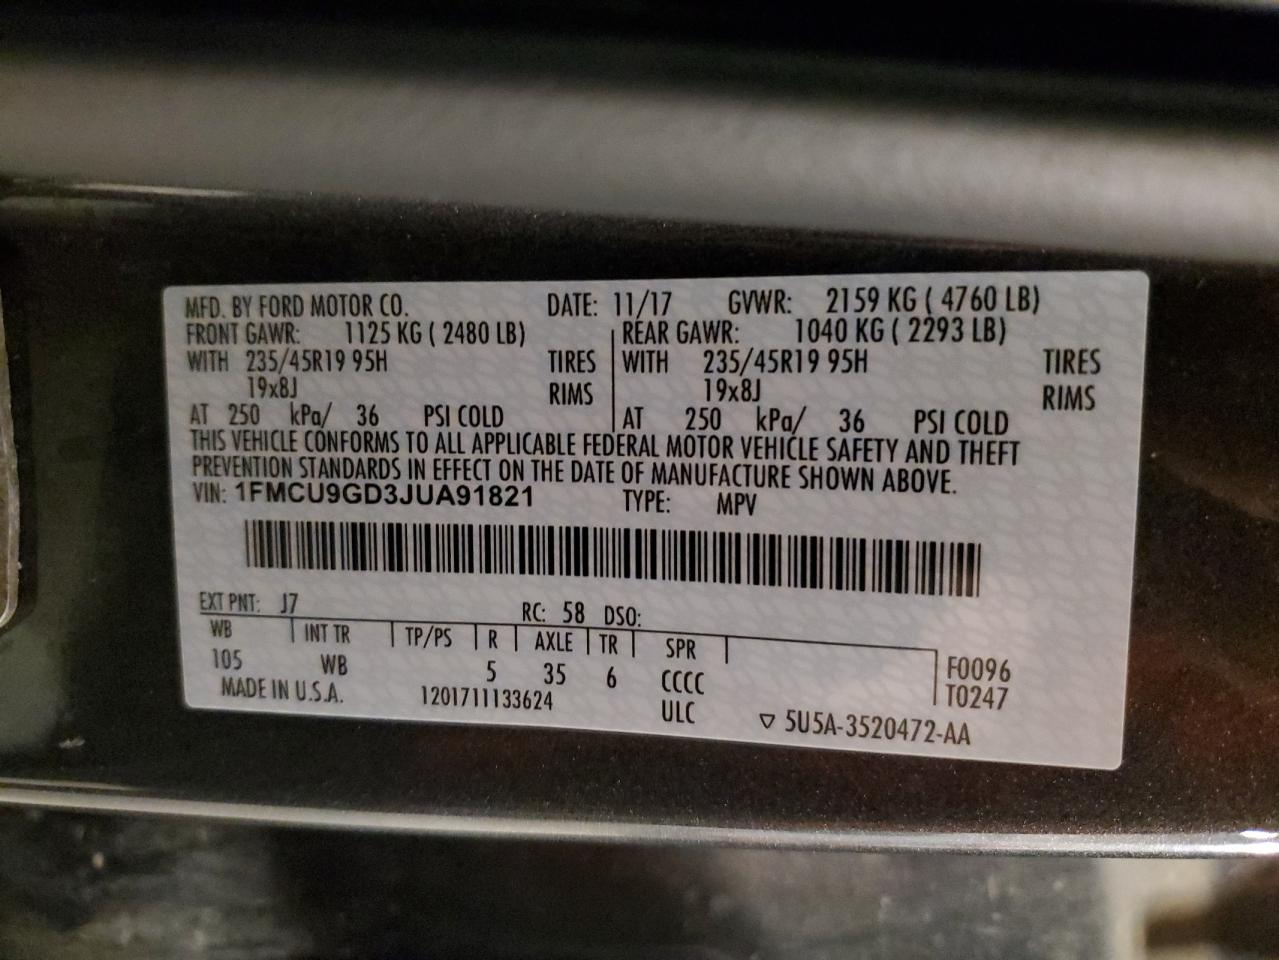 MFD. BY FORD MOTOR CO. DATE: 11/17 GVWR: 2159 KG ( 4760 LB)
FRONT GAWR: 1125 KG ( 2480 LB) REAR GAWR: 1040 KG ( 2293 LB)
WITH 235/45R19 95H TIRES WITH 235/45R19 95H TIRES
19x8J RIMS 19x8J RIMS
AT 250 kPa/ 36 PSI COLD AT 250 kPa/ 36 PSI COLD
THIS VEHICLE CONFORMS TO ALL APPLICABLE FEDERAL MOTOR VEHICLE SAFETY AND THEFT
PREVENTION STANDARDS IN EFFECT ON THE DATE OF MANUFACTURE SHOWN ABOVE.
VIN: 1FMCU9GD3JUA91821 TYPE: MPV
EXT PNT: J7 RC: 58 DSO:
WB INT TR TP/PS R AXLE TR SPR
105 WB 5 35 6 CCCC F0096
MADE IN U.S.A. 1201711133624 ULC T0247
▽ 5U5A-3520472-AA